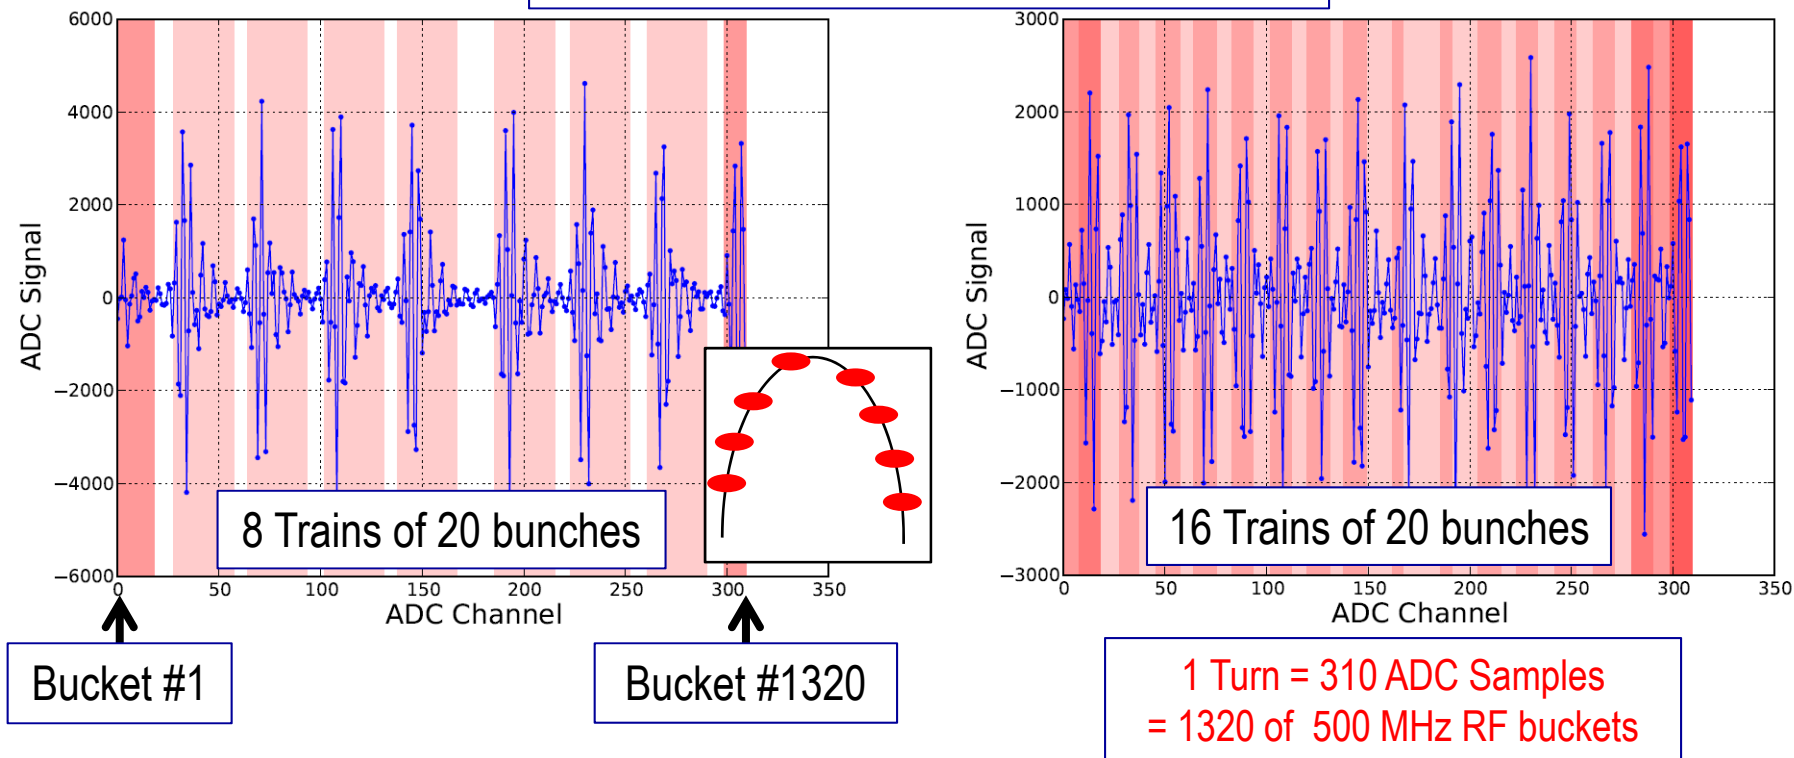 6000
4000
2000
0
−2000
−4000
−6000
ADC Signal
0 50 100 150 200 250 300 350
ADC Channel
8 Trains of 20 bunches
Bucket #1
Bucket #1320
3000
2000
1000
0
−1000
−2000
−3000
ADC Signal
0 50 100 150 200 250 300 350
ADC Channel
16 Trains of 20 bunches
1 Turn = 310 ADC Samples
= 1320 of 500 MHz RF buckets